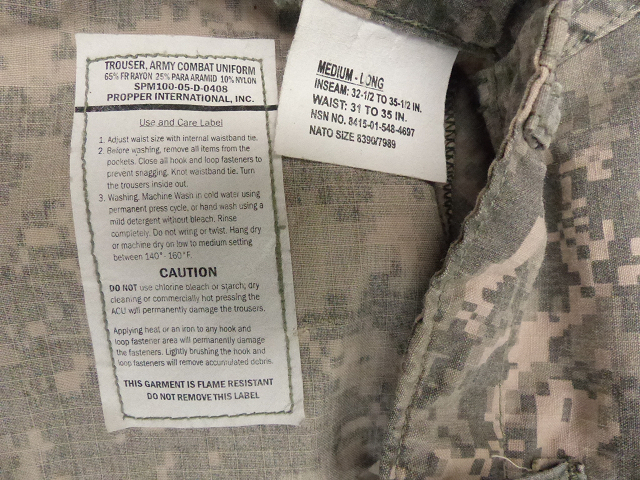 TROUSER, ARMY COMBAT UNIFORM
65% FR RAYON 25% PARA ARAMID 10% NYLON
SPM100-05-D-0408
PROPPER INTERNATIONAL, INC.
Use and Care Label
1. Adjust waist size with internal waistband tie.
2. Before washing, remove all items from the
pockets. Close all hook and loop fasteners to
prevent snagging. Knot waistband tie. Turn
the trousers inside out.
3. Washing. Machine Wash in cold water using
permanent press cycle, or hand wash using a
mild detergent without bleach. Rinse
completely. Do not wring or twist. Hang dry
or machine dry on low to medium setting
between 140°- 160°F.
CAUTION
DO NOT use chlorine bleach or starch; dry
cleaning or commercially hot pressing the
ACU will permanently damage the trousers.
Applying heat or an iron to any hook and
loop fastener area will permanently damage
the fasteners. Lightly brushing the hook and
loop fasteners will remove accumulated debris.
THIS GARMENT IS FLAME RESISTANT
DO NOT REMOVE THIS LABEL
MEDIUM - LONG
INSEAM: 32-1/2 TO 35-1/2 IN.
WAIST: 31 TO 35 IN.
NSN NO. 8415-01-548-4697
NATO SIZE 8390/7989